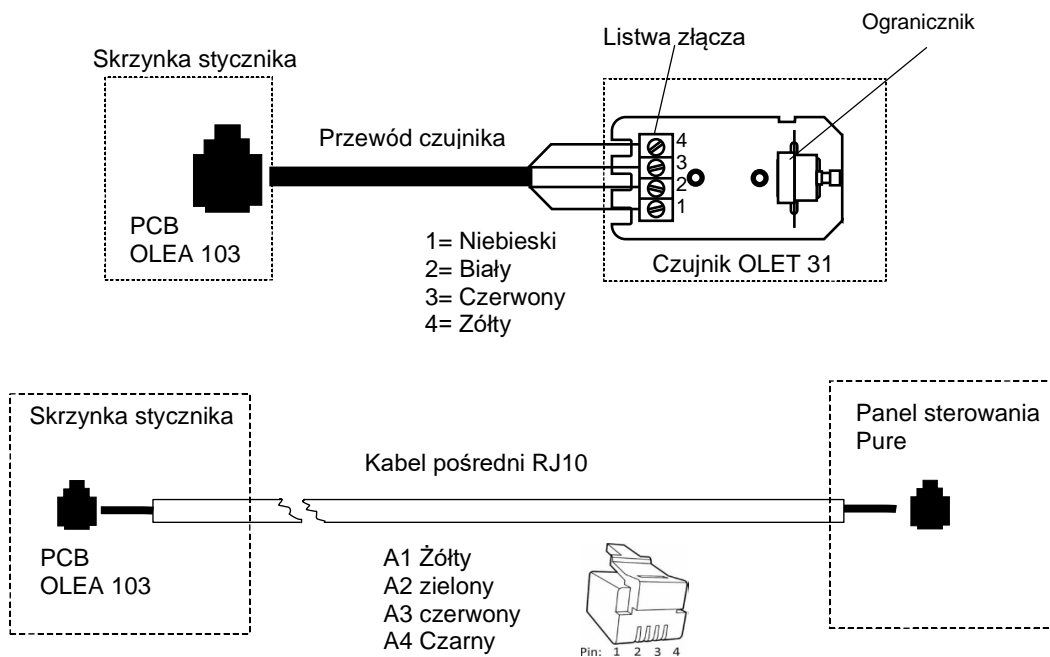 Ogranicznik
Listwa złącza
Skrzynka stycznika
Przewód czujnika
4
3
2
1
PCB
OLEA 103
1= Niebieski
2= Biały
3= Czerwony
4= Zółty
Czujnik OLET 31
Skrzynka stycznika
Panel sterowania
Pure
Kabel pośredni RJ10
PCB
OLEA 103
A1 Żółty
A2 zielony
A3 czerwony
A4 Czarny
Pin: 1 2 3 4